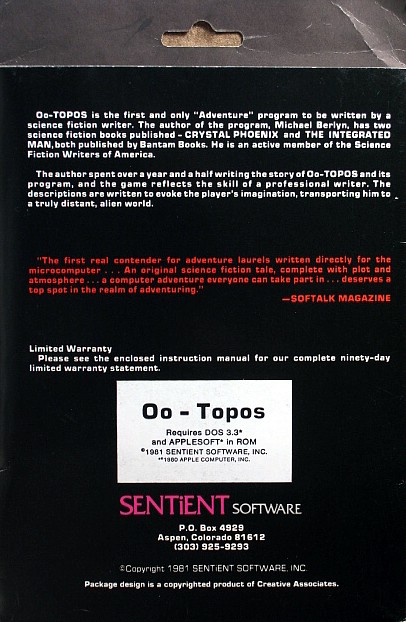 Oo-TOPOS is the first and only "Adventure" program to be written by a
science fiction writer. The author of the program, Michael Berlyn, has two
science fiction books published - CRYSTAL PHOENIX and THE INTEGRATED
MAN, both published by Bantam Books. He is an active member of the Science
Fiction Writers of America.
The author spent over a year and a half writing the story of Oo-TOPOS and its
program, and the game reflects the skill of a professional writer. The
descriptions are written to evoke the player's imagination, transporting him to
a truly distant, alien world.
"The first real contender for adventure laurels written directly for the
microcomputer . . . An original science fiction tale, complete with plot and
atmosphere . . . a computer adventure everyone can take part in . . . deserves a
top spot in the realm of adventuring."
—SOFTALK MAGAZINE
Limited Warranty
Please see the enclosed instruction manual for our complete ninety-day
limited warranty statement.
Oo - Topos
Requires DOS 3.3*
and APPLESOFT* in ROM
©1981 SENTIENT SOFTWARE, INC.
*©1980 APPLE COMPUTER, INC.
SENTiENT SOFTWARE
P.O. Box 4929
Aspen, Colorado 81612
(303) 925-9293
©Copyright 1981 SENTiENT SOFTWARE, INC.
Package design is a copyrighted product of Creative Associates.